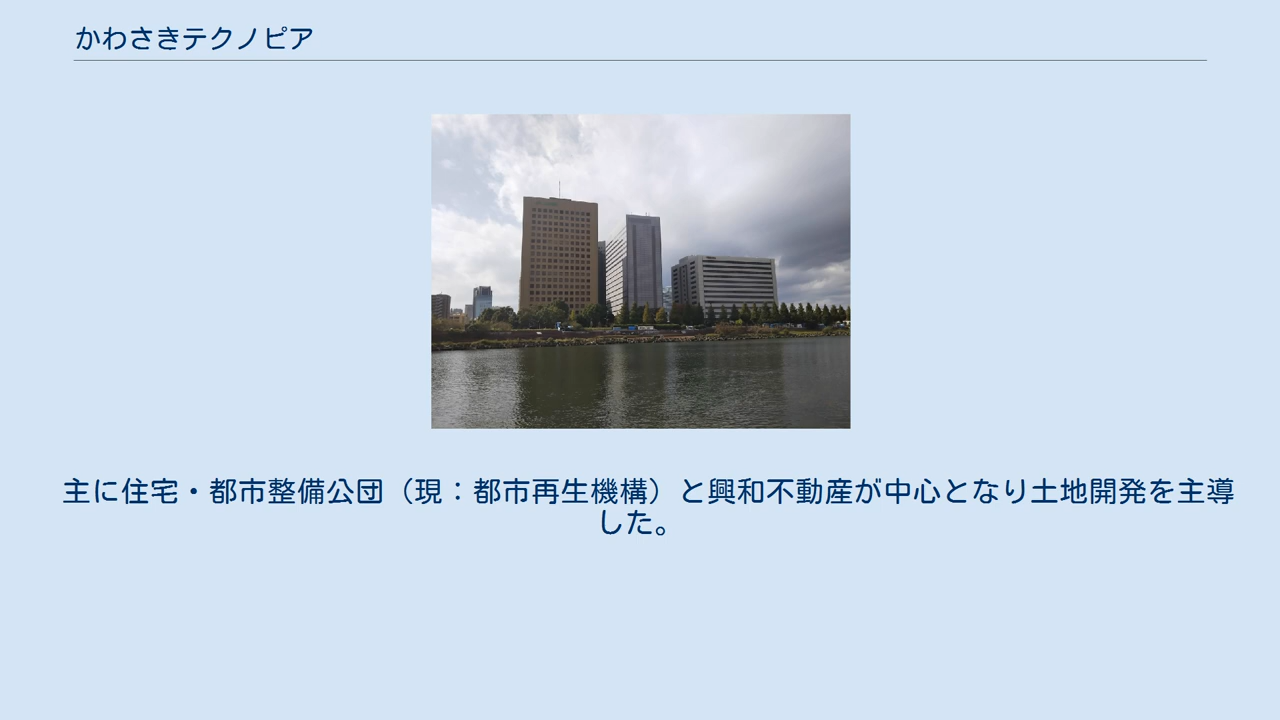 かわさきテクノピア
主に住宅・都市整備公団（現：都市再生機構）と興和不動産が中心となり土地開発を主導
した。